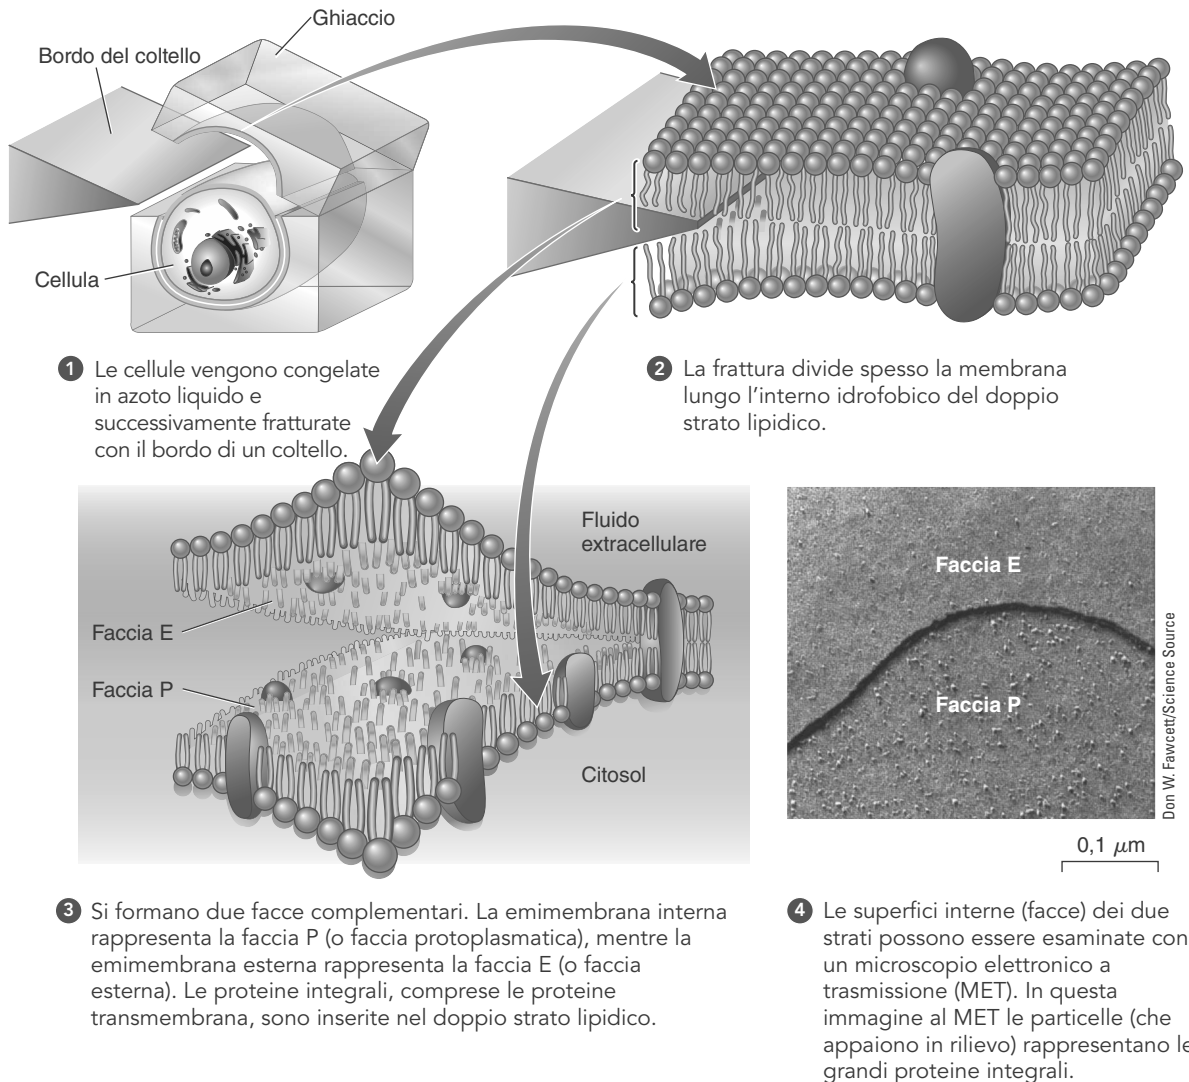 Ghiaccio
Bordo del coltello
Cellula
1 Le cellule vengono congelate
in azoto liquido e
successivamente fratturate
con il bordo di un coltello.
2 La frattura divide spesso la membrana
lungo l’interno idrofobico del doppio
strato lipidico.
Fluido
extracellulare
Faccia E
Faccia P
Citosol
Faccia E
Faccia P
Don W. Fawcett/Science Source
0,1 μm
3 Si formano due facce complementari. La emimembrana interna
rappresenta la faccia P (o faccia protoplasmatica), mentre la
emimembrana esterna rappresenta la faccia E (o faccia
esterna). Le proteine integrali, comprese le proteine
transmembrana, sono inserite nel doppio strato lipidico.
4 Le superfici interne (facce) dei due
strati possono essere esaminate con
un microscopio elettronico a
trasmissione (MET). In questa
immagine al MET le particelle (che
appaiono in rilievo) rappresentano le
grandi proteine integrali.